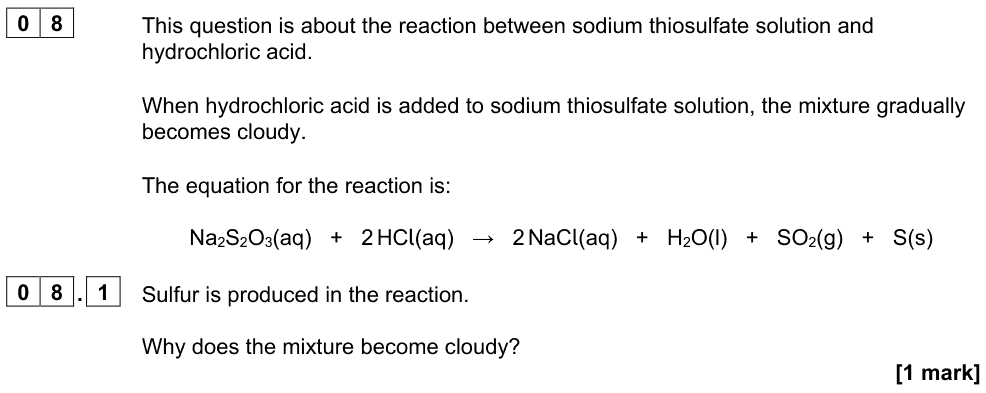 0 8 This question is about the reaction between sodium thiosulfate solution and
hydrochloric acid.
When hydrochloric acid is added to sodium thiosulfate solution, the mixture gradually
becomes cloudy.
The equation for the reaction is:
Na₂S₂O₃(aq) + 2 HCl(aq) → 2 NaCl(aq) + H₂O(l) + SO₂(g) + S(s)
0 8 . 1 Sulfur is produced in the reaction.
Why does the mixture become cloudy?
[1 mark]